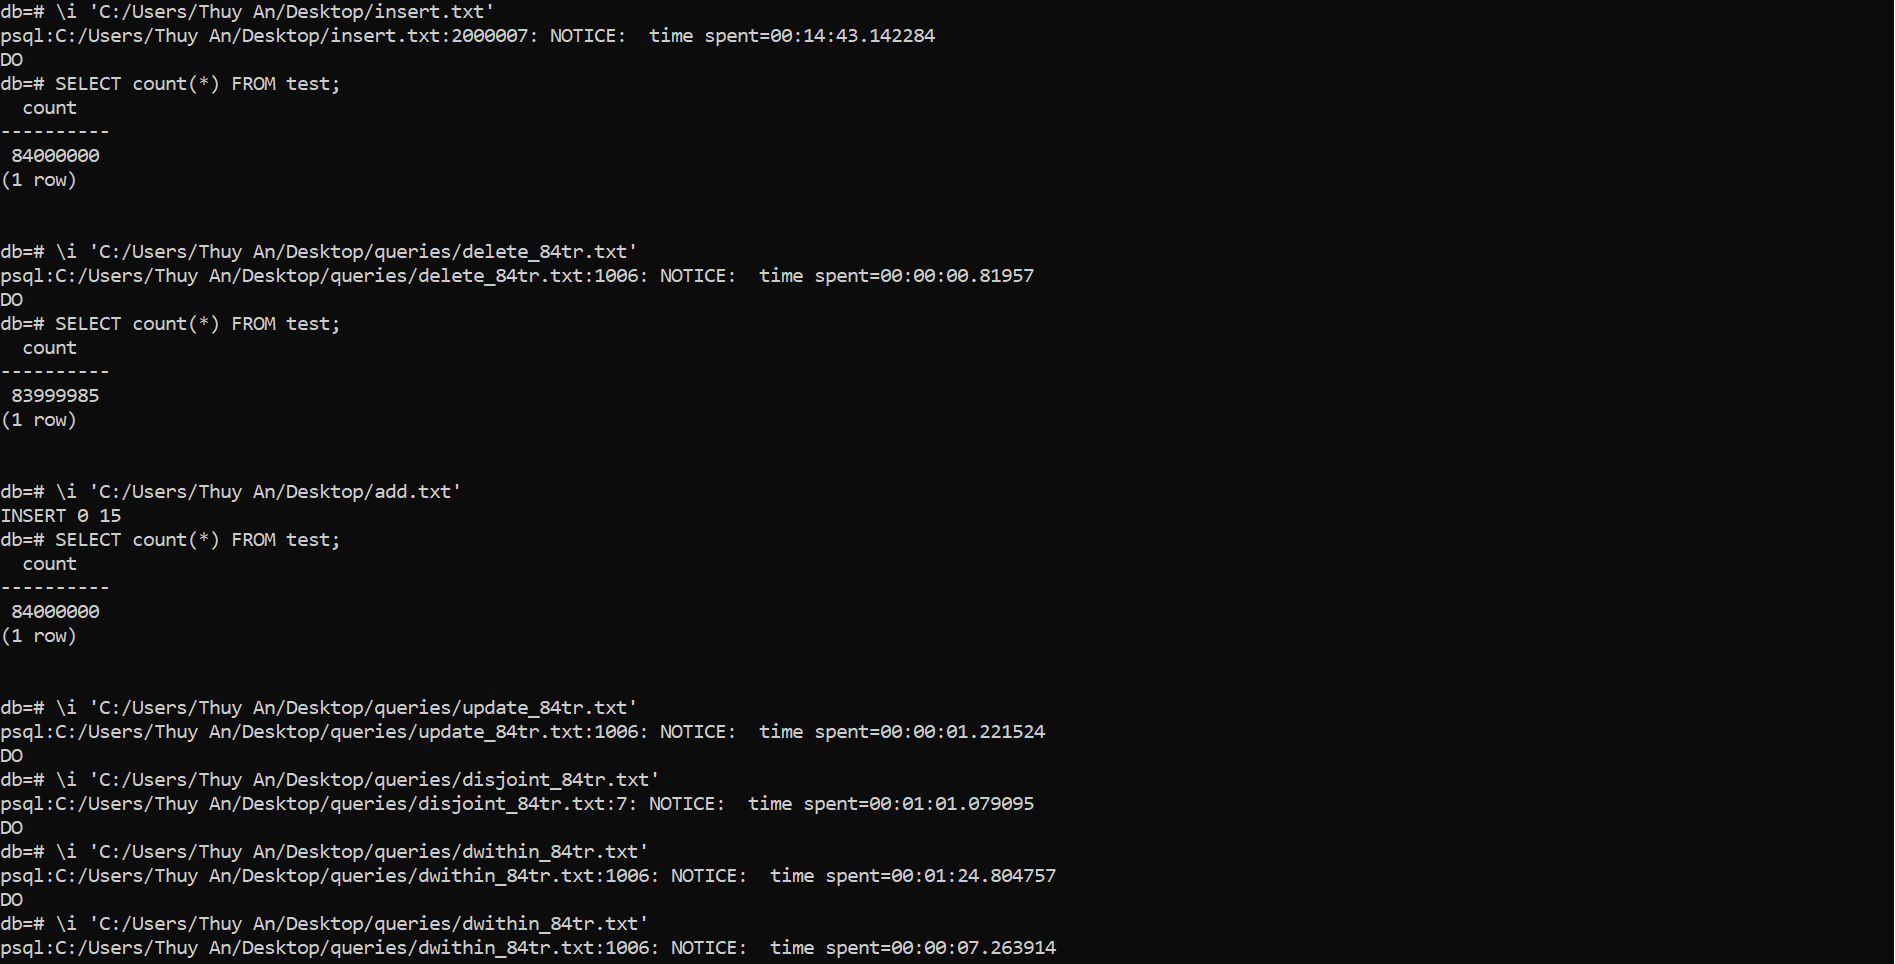 db=# \i 'C:/Users/Thuy An/Desktop/insert.txt'
psql:C:/Users/Thuy An/Desktop/insert.txt:2000007: NOTICE:  time spent=00:14:43.142284
DO
db=# SELECT count(*) FROM test;
  count
----------
 84000000
(1 row)


db=# \i 'C:/Users/Thuy An/Desktop/queries/delete_84tr.txt'
psql:C:/Users/Thuy An/Desktop/queries/delete_84tr.txt:1006: NOTICE:  time spent=00:00:00.81957
DO
db=# SELECT count(*) FROM test;
  count
----------
 83999985
(1 row)


db=# \i 'C:/Users/Thuy An/Desktop/add.txt'
INSERT 0 15
db=# SELECT count(*) FROM test;
  count
----------
 84000000
(1 row)


db=# \i 'C:/Users/Thuy An/Desktop/queries/update_84tr.txt'
psql:C:/Users/Thuy An/Desktop/queries/update_84tr.txt:1006: NOTICE:  time spent=00:00:01.221524
DO
db=# \i 'C:/Users/Thuy An/Desktop/queries/disjoint_84tr.txt'
psql:C:/Users/Thuy An/Desktop/queries/disjoint_84tr.txt:7: NOTICE:  time spent=00:01:01.079095
DO
db=# \i 'C:/Users/Thuy An/Desktop/queries/dwithin_84tr.txt'
psql:C:/Users/Thuy An/Desktop/queries/dwithin_84tr.txt:1006: NOTICE:  time spent=00:01:24.804757
DO
db=# \i 'C:/Users/Thuy An/Desktop/queries/dwithin_84tr.txt'
psql:C:/Users/Thuy An/Desktop/queries/dwithin_84tr.txt:1006: NOTICE:  time spent=00:00:07.263914